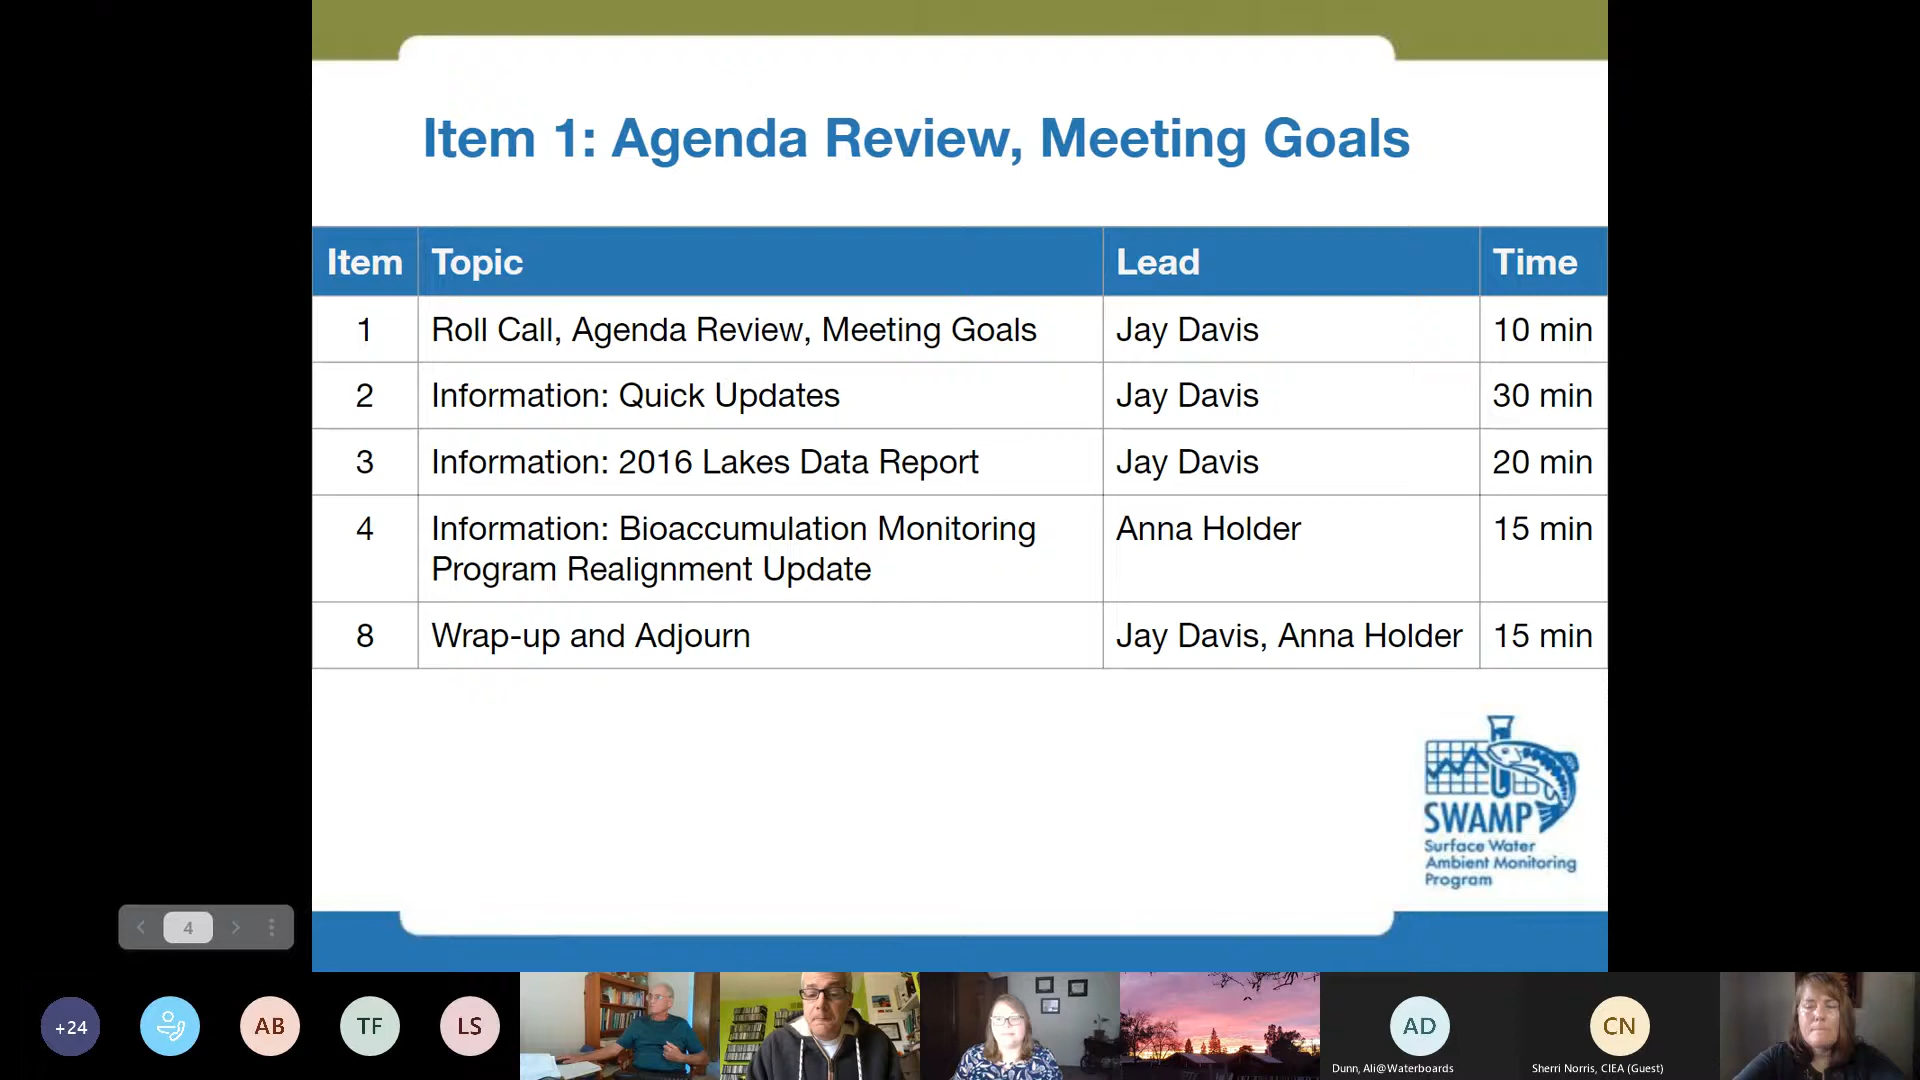 Item 1: Agenda Review, Meeting Goals
Item Topic Lead Time
1 Roll Call, Agenda Review, Meeting Goals Jay Davis 10 min
2 Information: Quick Updates Jay Davis 30 min
3 Information: 2016 Lakes Data Report Jay Davis 20 min
4 Information: Bioaccumulation Monitoring Anna Holder 15 min
Program Realignment Update
8 Wrap-up and Adjourn Jay Davis, Anna Holder 15 min
SWAMP
Surface Water
Ambient Monitoring
Program
4
+24 AB TF LS AD CN
Dunn, Ali@Waterboards Sherri Norris, CIEA (Guest)